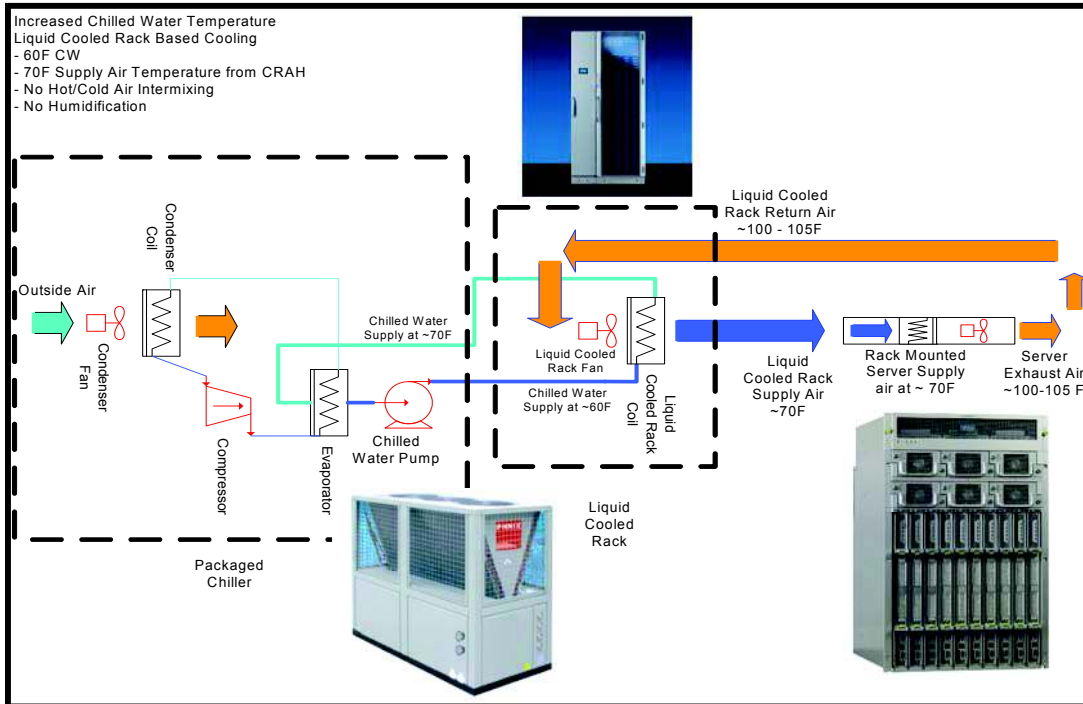 Increased Chilled Water Temperature
Liquid Cooled Rack Based Cooling
- 60F CW
- 70F Supply Air Temperature from CRAH
- No Hot/Cold Air Intermixing
- No Humidification
Outside Air
Condenser
Fan
Condenser
Coil
Compressor
Evaporator
Chilled
Water Pump
Packaged
Chiller
Chilled Water
Supply at ~70F
Liquid Cooled
Rack Fan
Chilled Water
Supply at ~60F
Liquid
Cooled Rack
Coil
Liquid
Cooled
Rack
Liquid Cooled
Rack Return Air
~100 - 105F
Liquid
Cooled Rack
Supply Air
~70F
Rack Mounted
Server Supply
air at ~ 70F
Server
Exhaust Air
~100-105 F